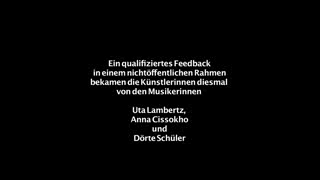 Ein qualifiziertes Feedback
in einem nichtöffentlichen Rahmen
bekamen die Künstlerinnen diesmal
von den Musikerinnen
Uta Lambertz,
Anna Cissokho
und
Dörte Schüler